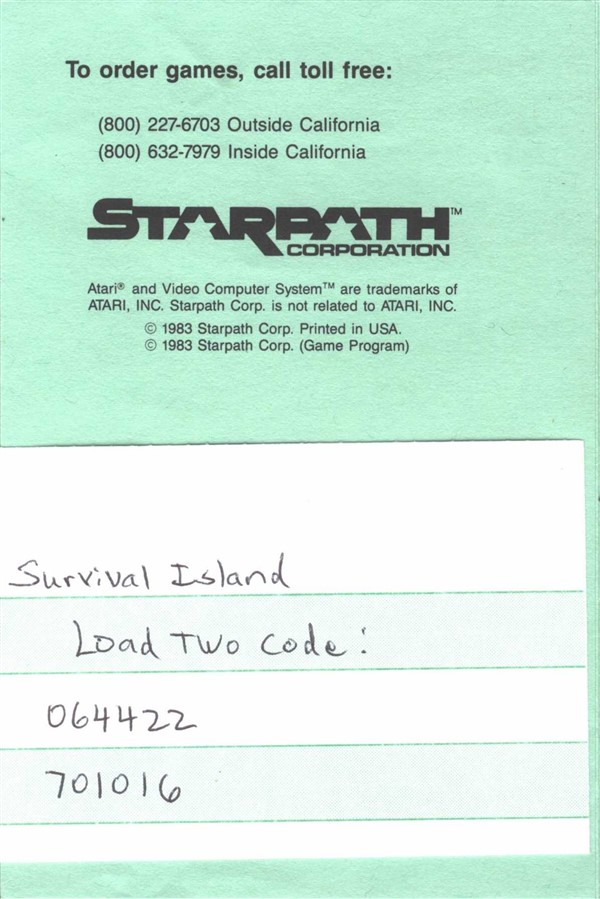 To order games, call toll free:
(800) 227-6703 Outside California
(800) 632-7979 Inside California
STARPATH™
CORPORATION
Atari® and Video Computer System™ are trademarks of
ATARI, INC. Starpath Corp. is not related to ATARI, INC.
© 1983 Starpath Corp. Printed in USA.
© 1983 Starpath Corp. (Game Program)
Survival Island
Load Two Code:
064422
701016